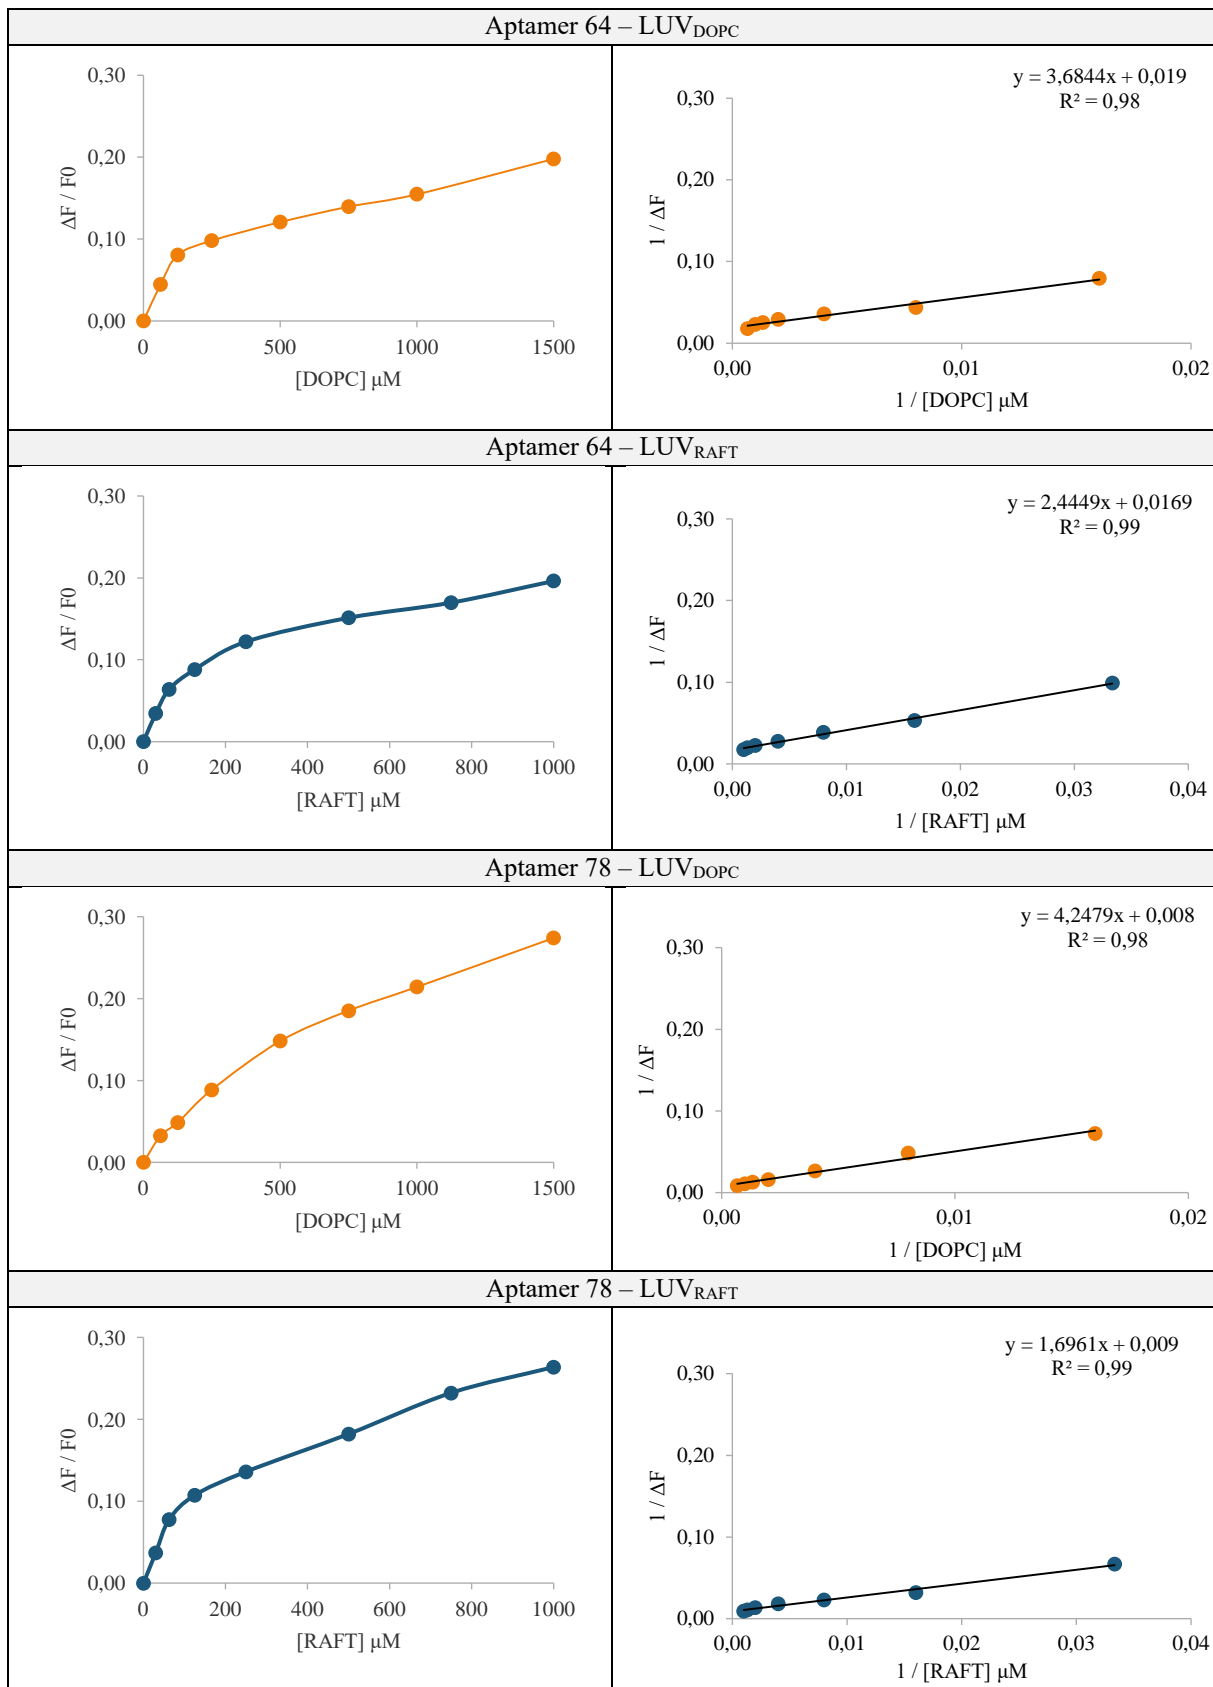 Aptamer 64 – LUVDOPC
0,30
0,20
0,10
0,00
ΔF / F0
0 500 1000 1500
[DOPC] μM
y = 3,6844x + 0,019
R² = 0,98
0,30
0,20
0,10
0,00
1 / ΔF
0,00 0,01 0,02
1 / [DOPC] μM
Aptamer 64 – LUVRAFT
0,30
0,20
0,10
0,00
ΔF / F0
0 200 400 600 800 1000
[RAFT] μM
y = 2,4449x + 0,0169
R² = 0,99
0,30
0,20
0,10
0,00
1 / ΔF
0,00 0,01 0,02 0,03 0,04
1 / [RAFT] μM
Aptamer 78 – LUVDOPC
0,30
0,20
0,10
0,00
ΔF / F0
0 500 1000 1500
[DOPC] μM
y = 4,2479x + 0,008
R² = 0,98
0,30
0,20
0,10
0,00
1 / ΔF
0,00 0,01 0,02
1 / [DOPC] μM
Aptamer 78 – LUVRAFT
0,30
0,20
0,10
0,00
ΔF / F0
0 200 400 600 800 1000
[RAFT] μM
y = 1,6961x + 0,009
R² = 0,99
0,30
0,20
0,10
0,00
1 / ΔF
0,00 0,01 0,02 0,03 0,04
1 / [RAFT] μM